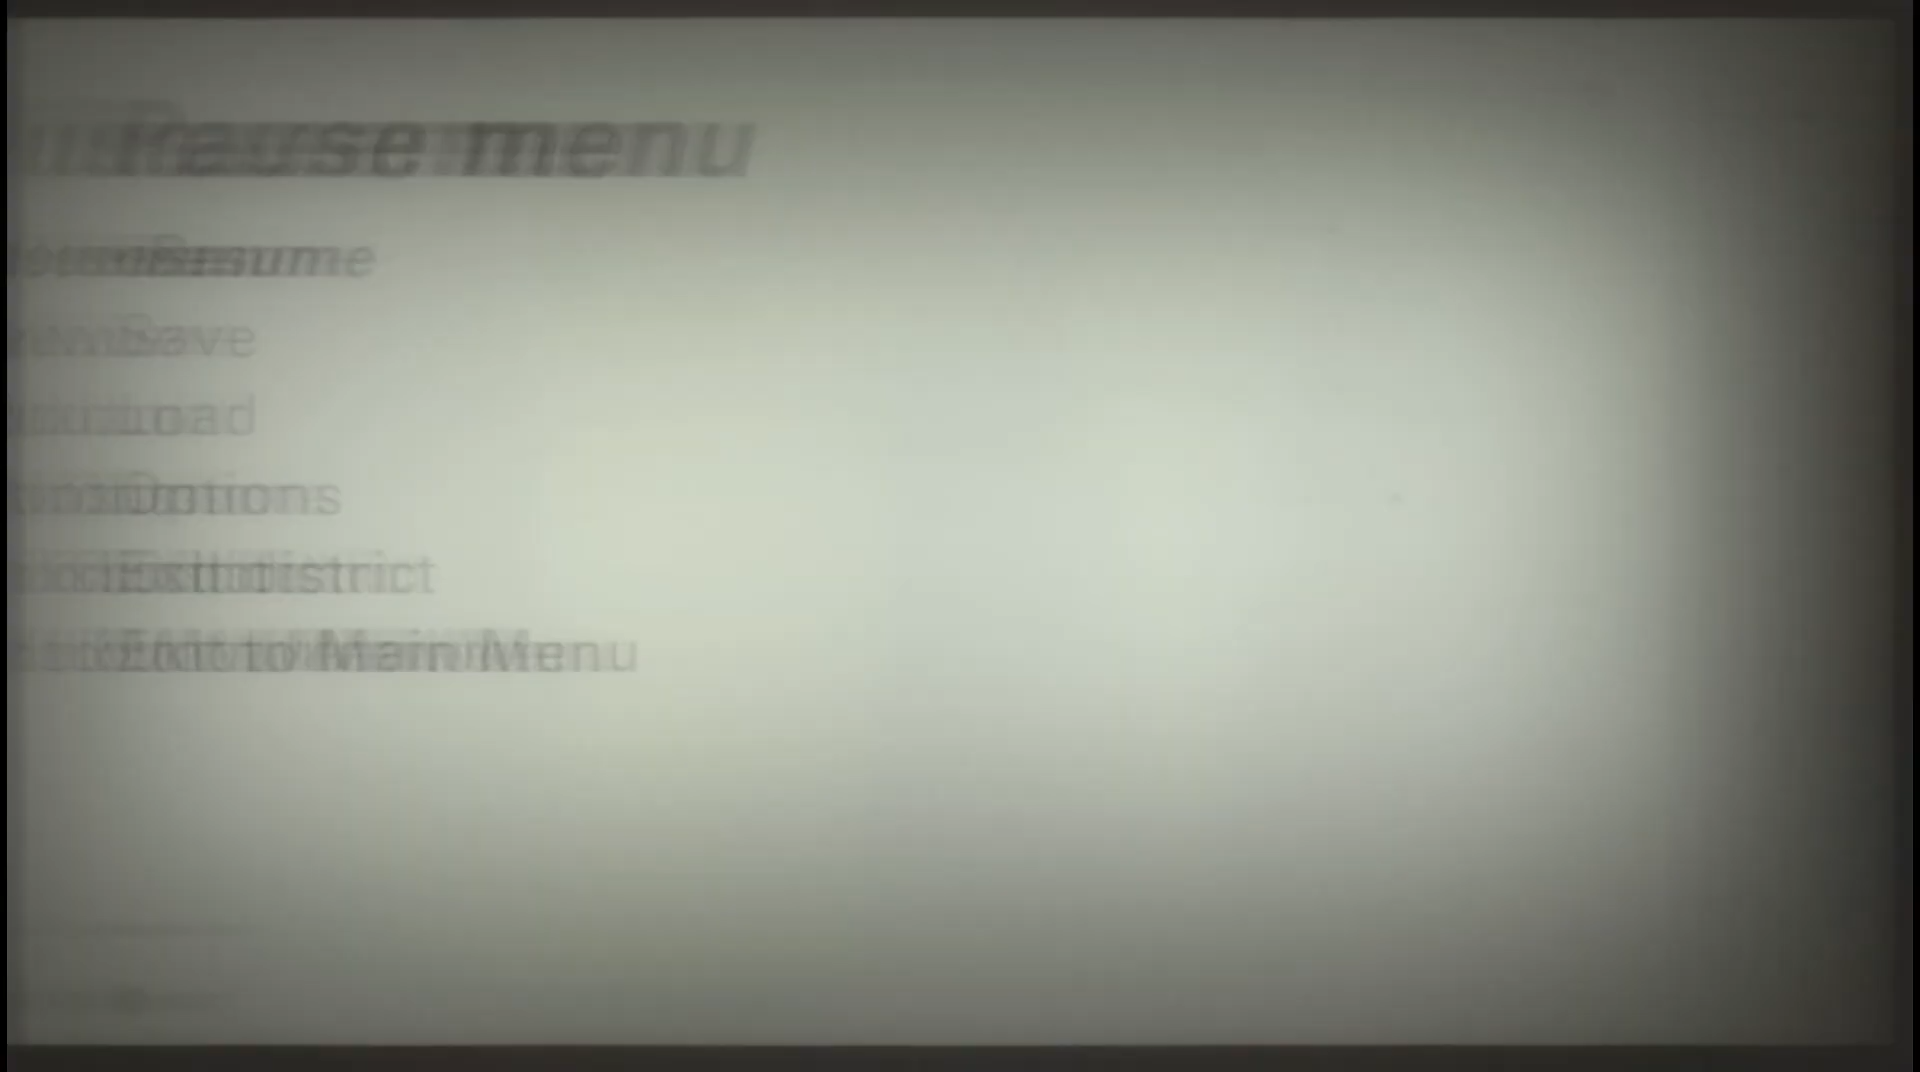 Pause menu
Resume
Save
Load
Options
Exit district
Exit to Main Menu